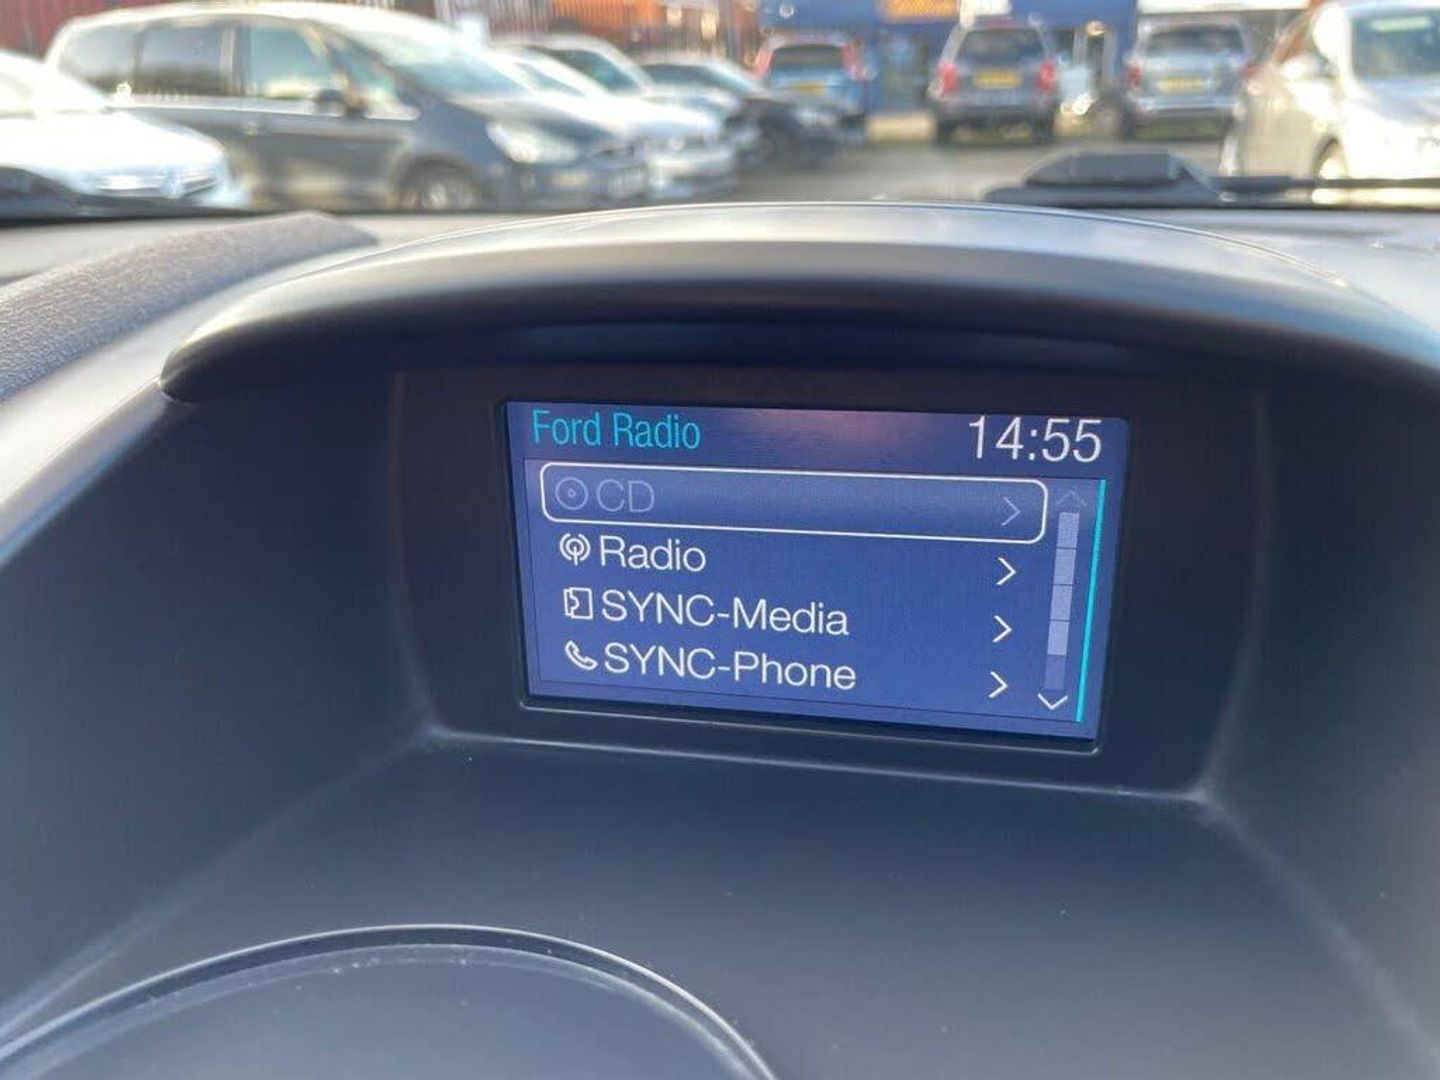 Ford Radio 14:55
CD
Radio
SYNC-Media
SYNC-Phone